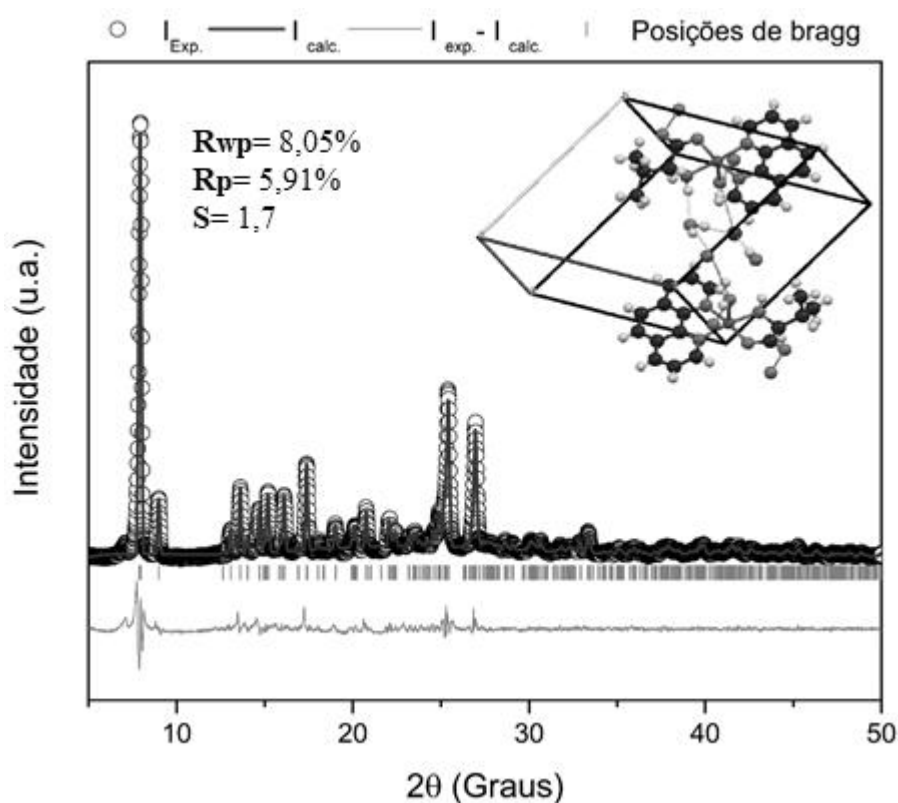 I Exp. I calc. I exp. - I calc. Posições de bragg
Rwp= 8,05%
Rp= 5,91%
S= 1,7
Intensidade (u.a.)
10 20 30 40 50
2θ (Graus)